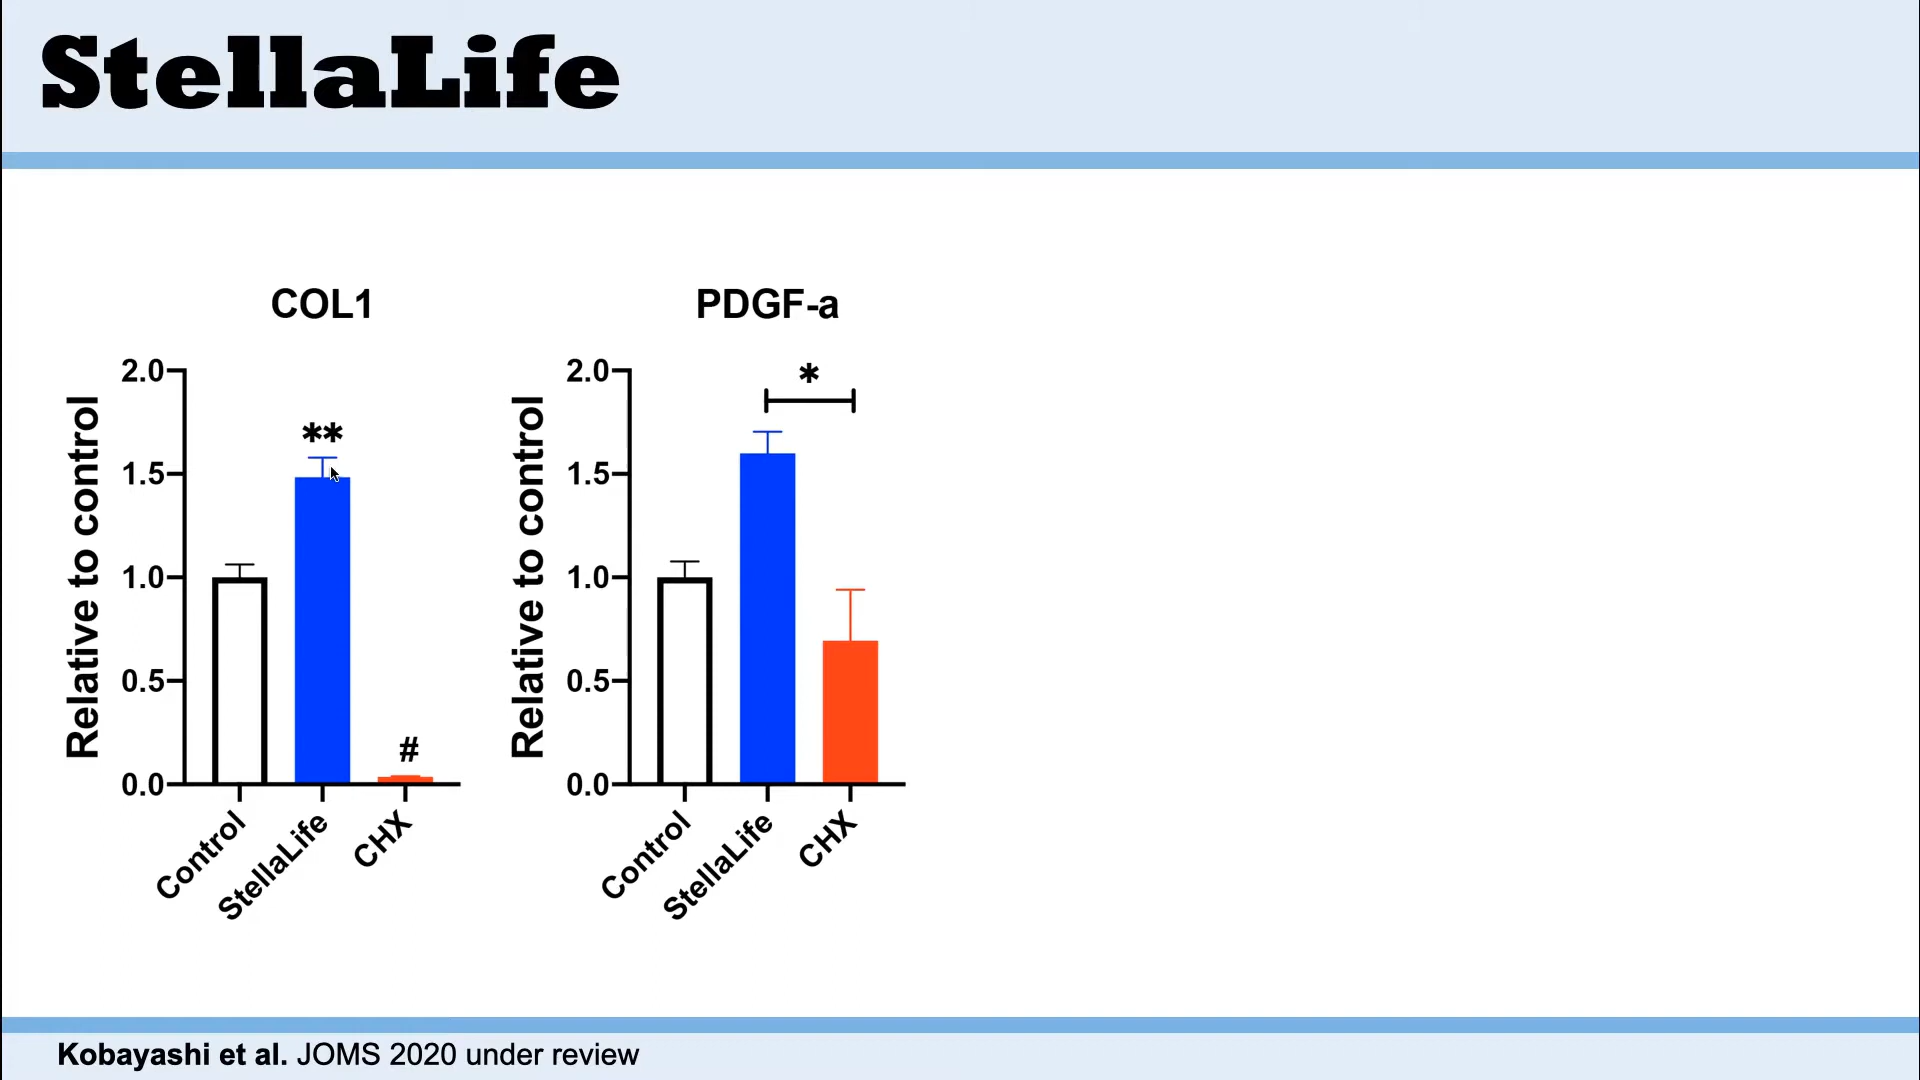 StellaLife
COL1
Relative to control
2.0
1.5
1.0
0.5
0.0
**
#
Control
StellaLife
CHX
PDGF-a
Relative to control
2.0
1.5
1.0
0.5
0.0
*
Control
StellaLife
CHX
Kobayashi et al. JOMS 2020 under review